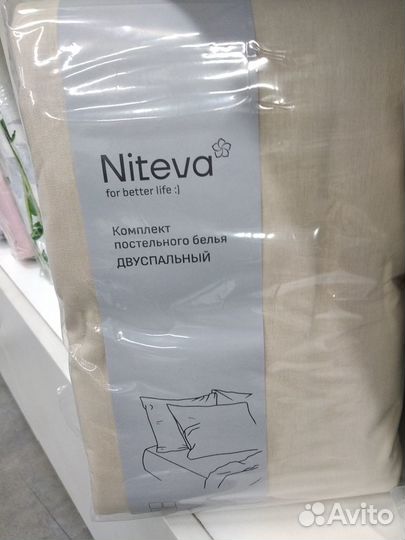 Niteva
for better life :)
Комплект
постельного белья
ДВУСПАЛЬНЫЙ
Avito